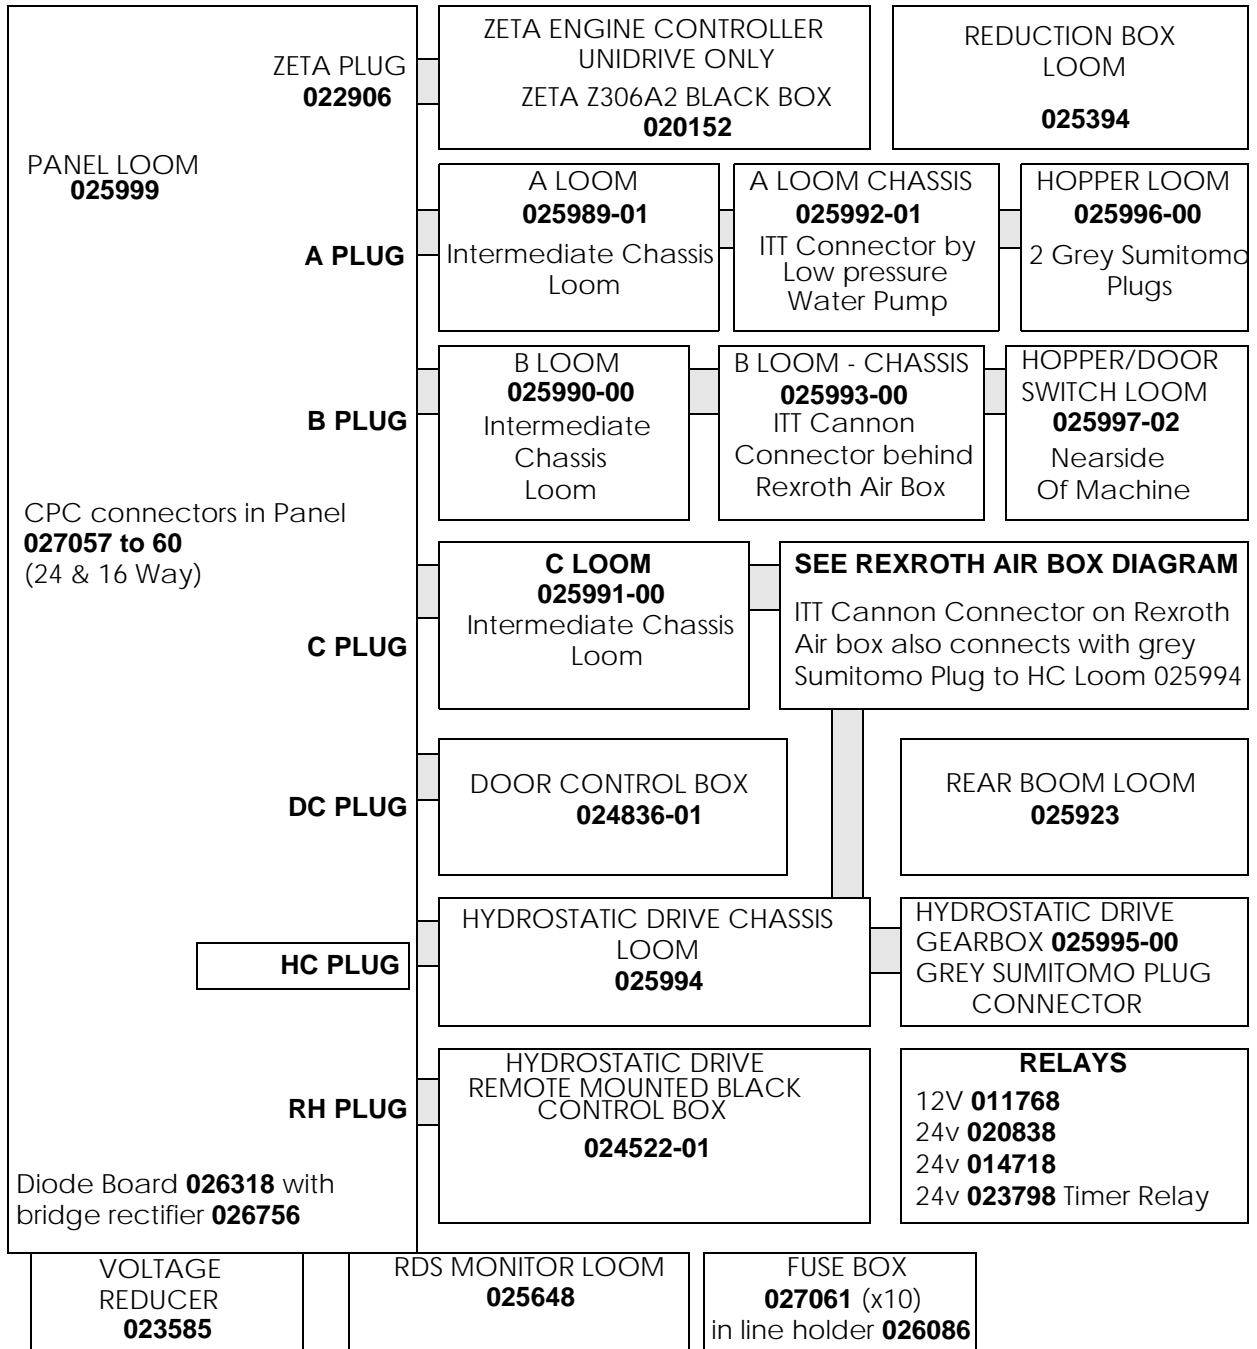 ZETA PLUG
022906
ZETA ENGINE CONTROLLER
UNIDRIVE ONLY
ZETA Z306A2 BLACK BOX
020152
REDUCTION BOX
LOOM
025394
PANEL LOOM
025999
A PLUG
A LOOM
025989-01
Intermediate Chassis
Loom
A LOOM CHASSIS
025992-01
ITT Connector by
Low pressure
Water Pump
HOPPER LOOM
025996-00
2 Grey Sumitomo
Plugs
B PLUG
B LOOM
025990-00
Intermediate
Chassis
Loom
B LOOM - CHASSIS
025993-00
ITT Cannon
Connector behind
Rexroth Air Box
HOPPER/DOOR
SWITCH LOOM
025997-02
Nearside
Of Machine
CPC connectors in Panel
027057 to 60
(24 & 16 Way)
C PLUG
C LOOM
025991-00
Intermediate Chassis
Loom
SEE REXROTH AIR BOX DIAGRAM
ITT Cannon Connector on Rexroth
Air box also connects with grey
Sumitomo Plug to HC Loom 025994
DC PLUG
DOOR CONTROL BOX
024836-01
REAR BOOM LOOM
025923
HC PLUG
HYDROSTATIC DRIVE CHASSIS
LOOM
025994
HYDROSTATIC DRIVE
GEARBOX 025995-00
GREY SUMITOMO PLUG
CONNECTOR
RH PLUG
HYDROSTATIC DRIVE
REMOTE MOUNTED BLACK
CONTROL BOX
024522-01
RELAYS
12V 011768
24v 020838
24v 014718
24v 023798 Timer Relay
Diode Board 026318 with
bridge rectifier 026756
VOLTAGE
REDUCER
023585
RDS MONITOR LOOM
025648
FUSE BOX
027061 (x10)
in line holder 026086